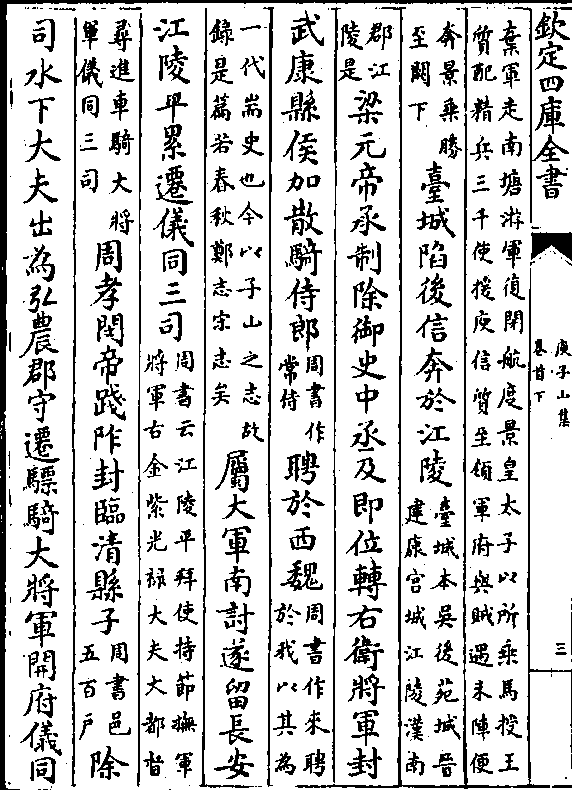 欽定四庫全書
庾子山集
卷首下
三
棄軍走南塘游軍復閉航度景皇太子以所乘馬投王
質配精兵三千使援庾信質至領軍府與賊遇未陣便
奔景乘勝
至闕下
臺城陷後信奔於江陵
臺城本吳後苑城晉
建康宫城江陵漢南
郡江
陵是
梁元帝承制除御史中丞及即位轉右衛將軍封
武康縣侯加散騎侍郎
周書作
常侍
聘於西魏
周書作來聘
於我以其為
一代耑史也今以子山之志故
錄是篇若春秋鄭志宋志矣
屬大軍南討遂留長安
江陵平累遷儀同三司
周書云江陵平拜使持節撫軍
將軍右金紫光祿大夫大都督
尋進車騎大將
軍儀同三司
周孝閔帝踐阼封臨清縣子
周書邑
五百户
除
司水下大夫出為弘農郡守遷驃騎大將軍開府儀同